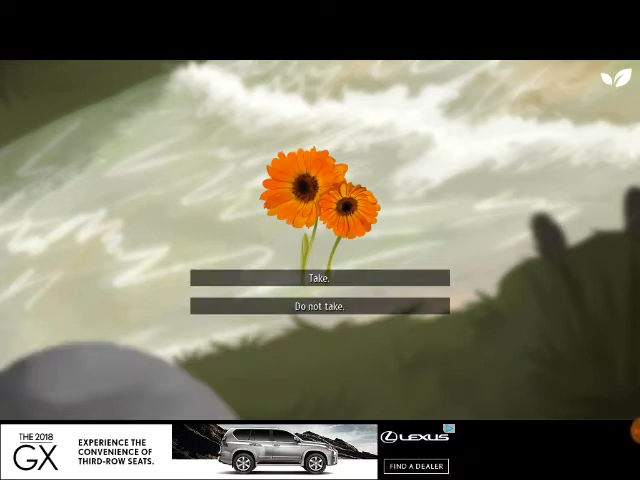 Take.
Do not take.
THE 2018
GX
EXPERIENCE THE
CONVENIENCE OF
THIRD-ROW SEATS.
LEXUS
FIND A DEALER